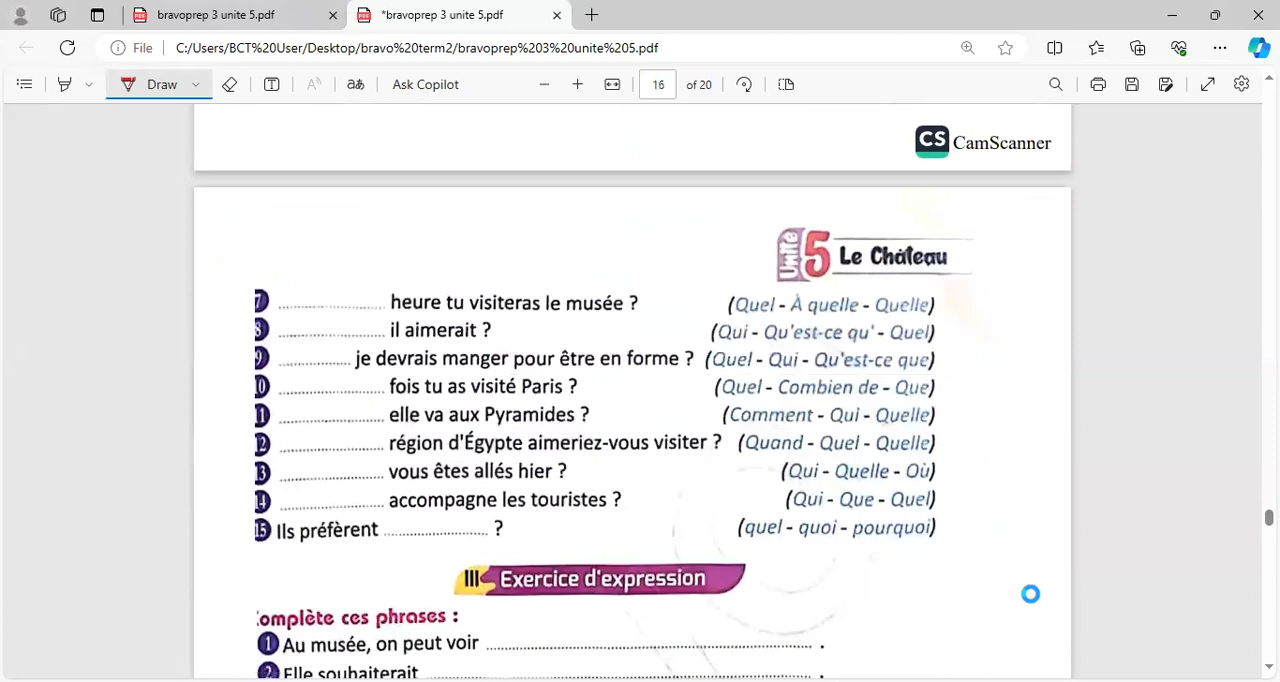 bravoprep 3 unite 5.pdf
*bravoprep 3 unite 5.pdf
File
C:/Users/BCT%20User/Desktop/bravo%20term2/bravoprep%203%20unite%205.pdf
Draw
aあ
Ask Copilot
16
of 20
CS CamScanner
Unité 5 Le Château
7 .................... heure tu visiteras le musée ? (Quel - À quelle - Quelle)
8 .................... il aimerait ? (Qui - Qu'est-ce qu' - Quel)
9 .................... je devrais manger pour être en forme ? (Quel - Qui - Qu'est-ce que)
10 .................... fois tu as visité Paris ? (Quel - Combien de - Que)
11 .................... elle va aux Pyramides ? (Comment - Qui - Quelle)
12 .................... région d'Égypte aimeriez-vous visiter ? (Quand - Quel - Quelle)
13 .................... vous êtes allés hier ? (Qui - Quelle - Où)
14 .................... accompagne les touristes ? (Qui - Que - Quel)
15 Ils préfèrent .................... ? (quel - quoi - pourquoi)
III Exercice d'expression
omplète ces phrases :
1 Au musée, on peut voir .................... .
2 Elle souhaiterait .................... .